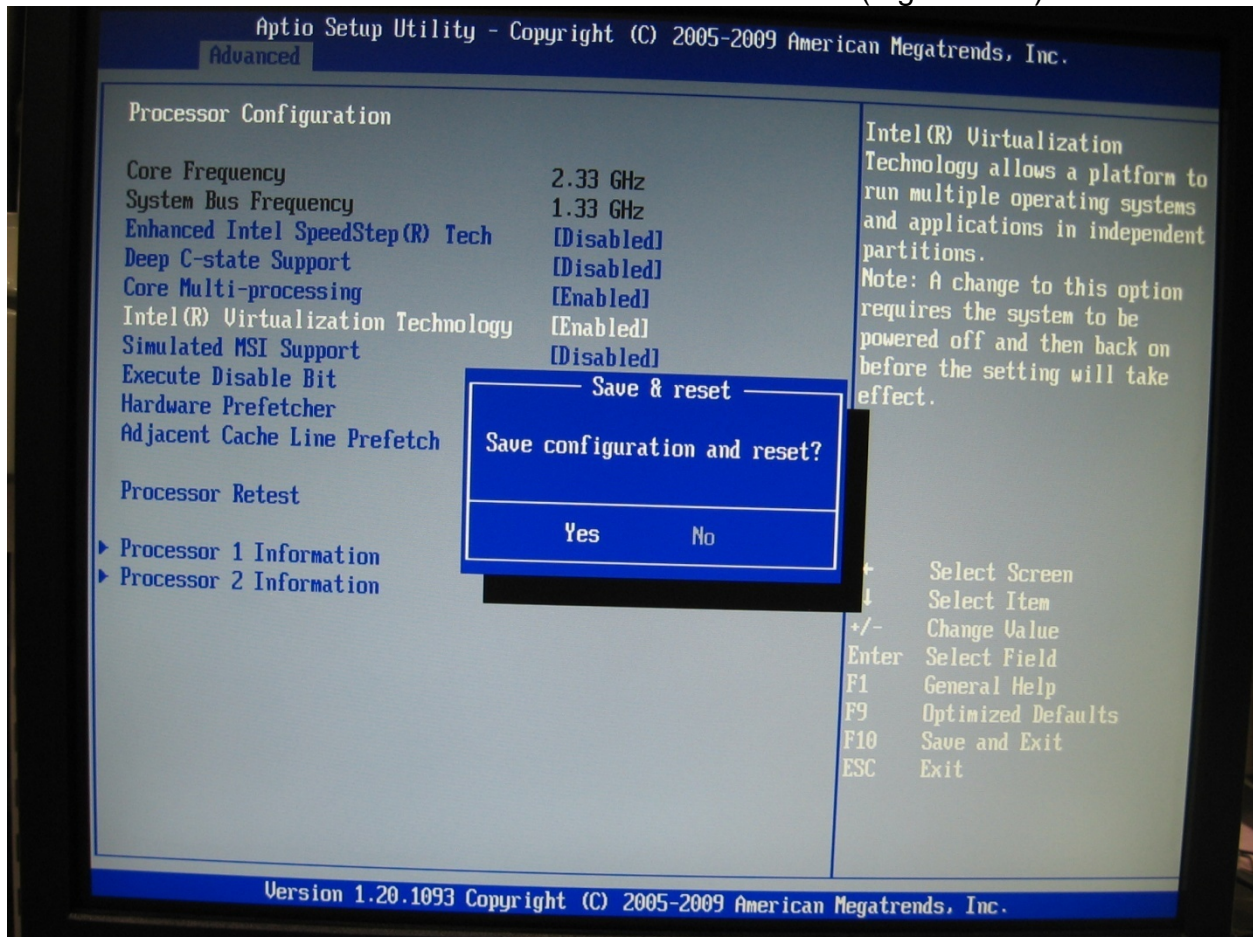 Aptio Setup Utility - Copyright (C) 2005-2009 American Megatrends, Inc.
Advanced
Processor Configuration
Core Frequency 2.33 GHz
System Bus Frequency 1.33 GHz
Enhanced Intel SpeedStep(R) Tech [Disabled]
Deep C-state Support [Disabled]
Core Multi-processing [Enabled]
Intel(R) Virtualization Technology [Enabled]
Simulated MSI Support [Disabled]
Execute Disable Bit
Hardware Prefetcher
Adjacent Cache Line Prefetch
Processor Retest
Processor 1 Information
Processor 2 Information
Save & reset
Save configuration and reset?
Yes No
Intel(R) Virtualization
Technology allows a platform to
run multiple operating systems
and applications in independent
partitions.
Note: A change to this option
requires the system to be
powered off and then back on
before the setting will take
effect.
Select Screen
Select Item
+/- Change Value
Enter Select Field
F1 General Help
F9 Optimized Defaults
F10 Save and Exit
ESC Exit
Version 1.20.1093 Copyright (C) 2005-2009 American Megatrends, Inc.